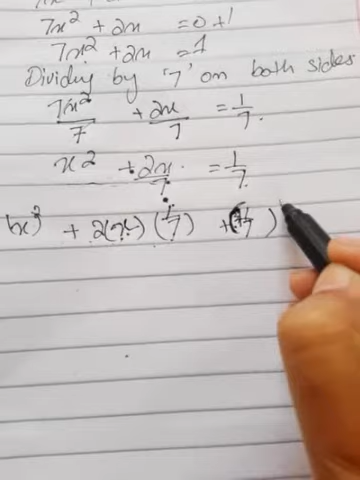 7x² + 2x = 0 + 1
7x² + 2x = 1
Dividing by '7' on both sides
7x²/7 + 2x/7 = 1/7.
x² + 2x/7 = 1/7.
(x)² + 2(x) (1/7) + (1/7)